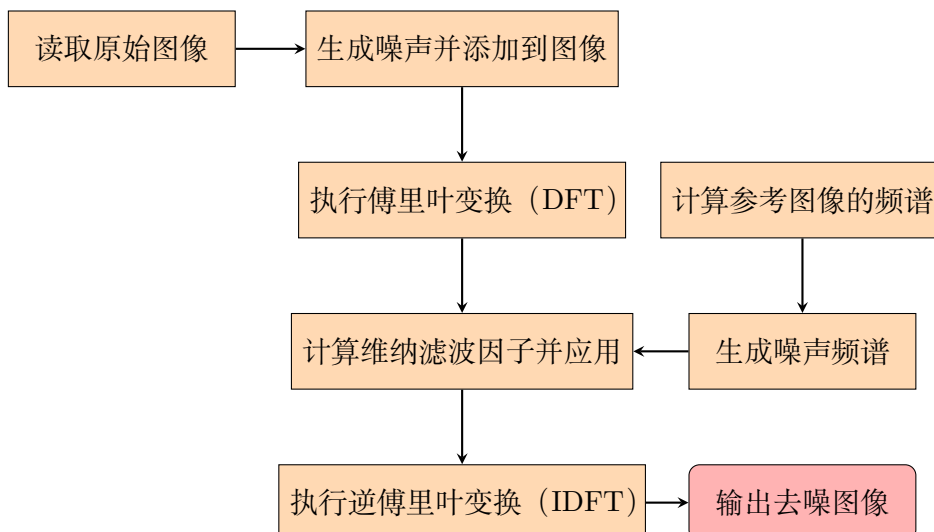 读取原始图像
生成噪声并添加到图像
执行傅里叶变换（DFT）
计算参考图像的频谱
计算维纳滤波因子并应用
生成噪声频谱
执行逆傅里叶变换（IDFT）
输出去噪图像